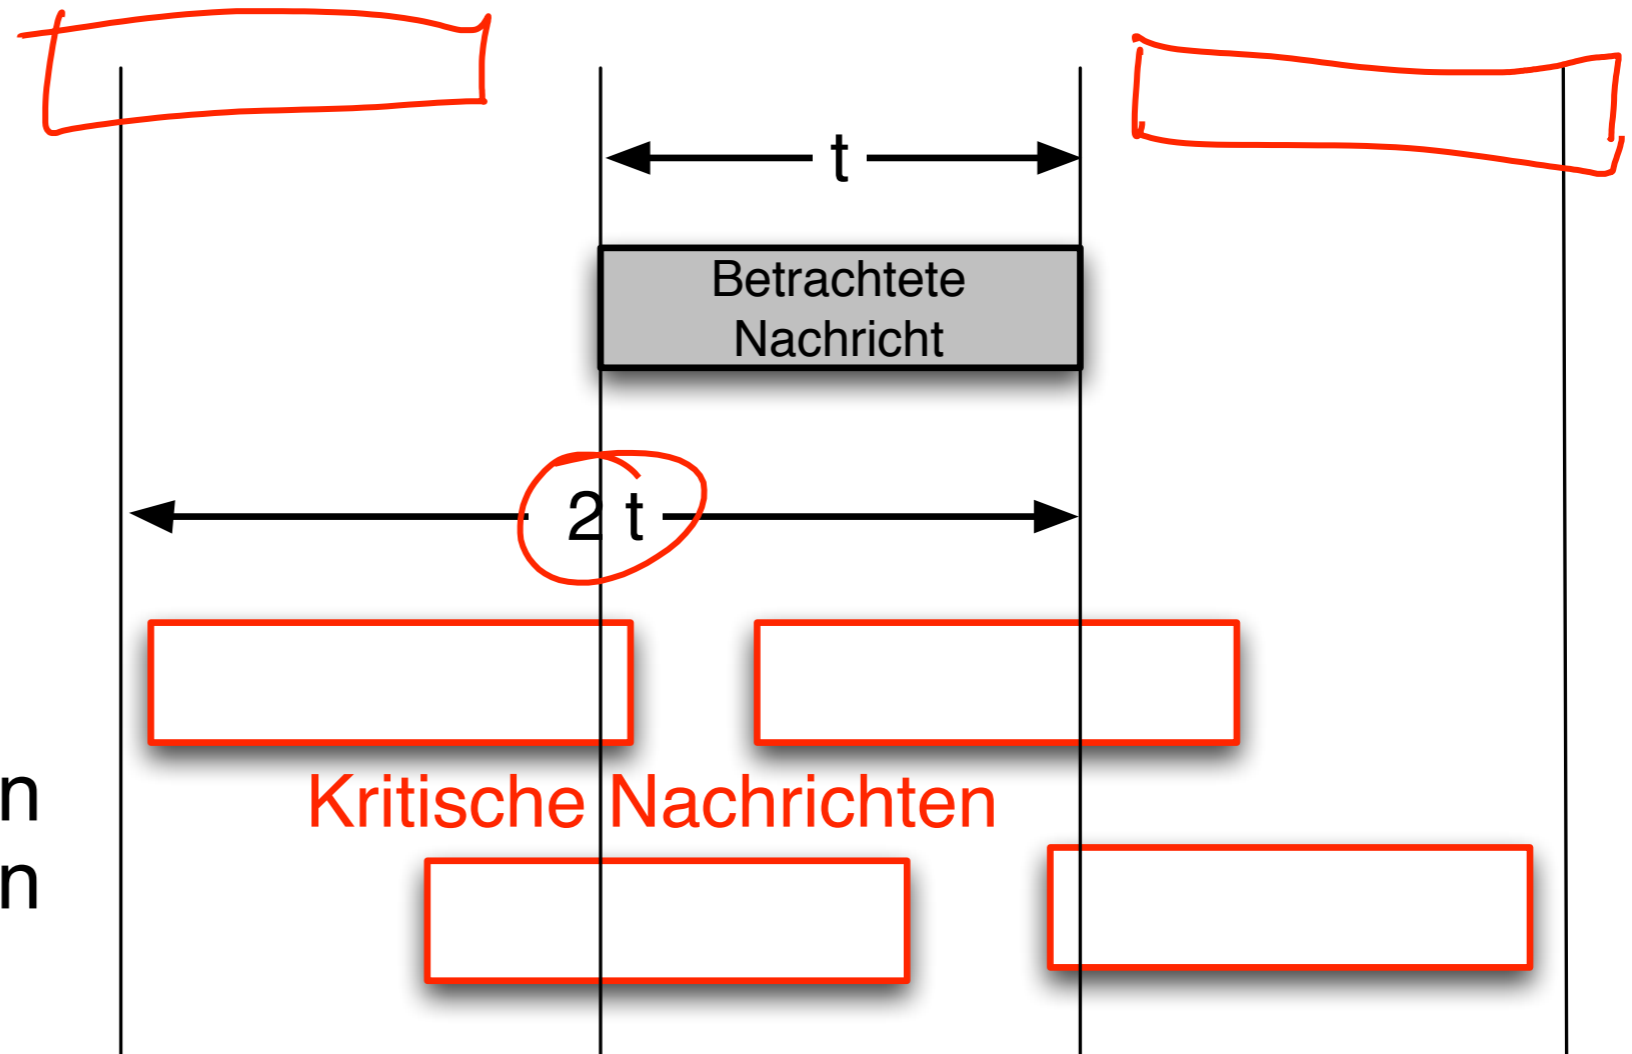 t
Betrachtete
Nachricht
2 t
n
Kritische Nachrichten
n